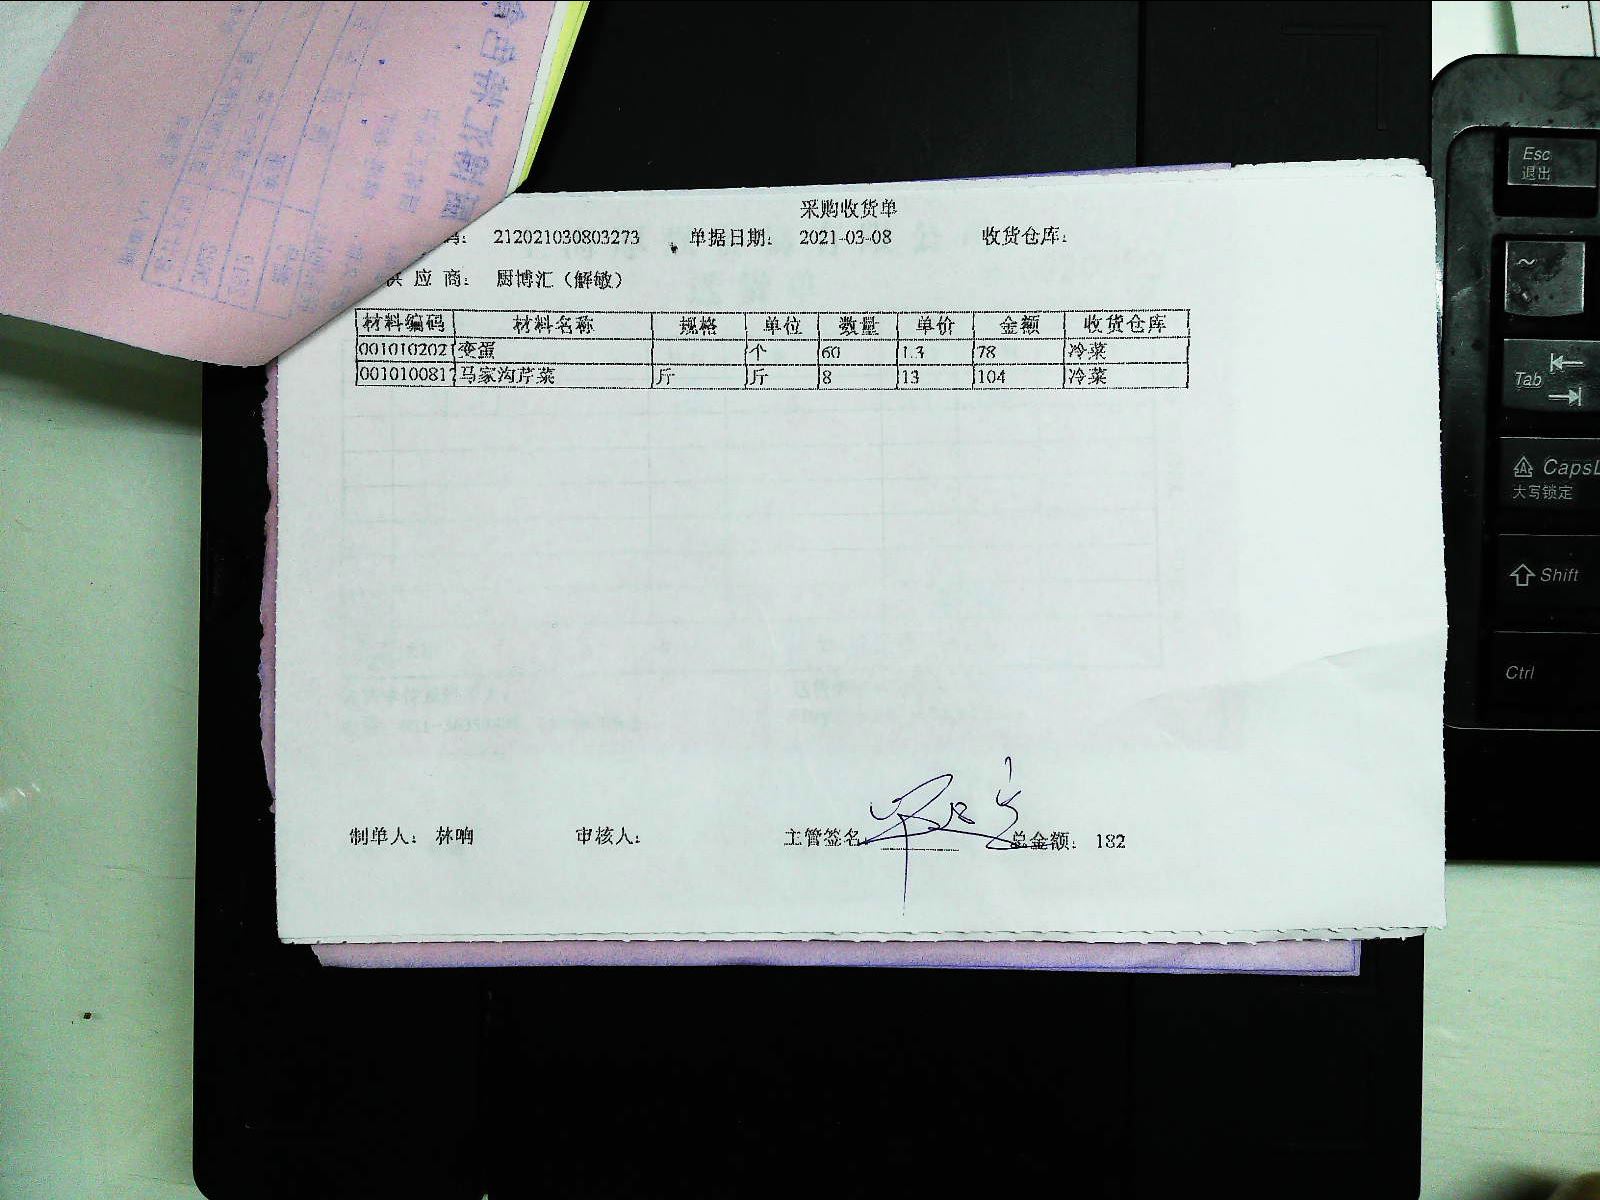 采购收货单
码： 212021030803273 单据日期： 2021-03-08 收货仓库：
供 应 商： 厨博汇（解敏）
材料编码 材料名称 规格 单位 数量 单价 金额 收货仓库
001010202 变蛋 个 60 1.3 78 冷菜
001010081 马家沟芹菜 斤 斤 8 13 104 冷菜
制单人： 林响 审核人： 主管签名： 总金额： 182
Esc
退出
~
Tab
CapsL
大写锁定
Shift
Ctrl